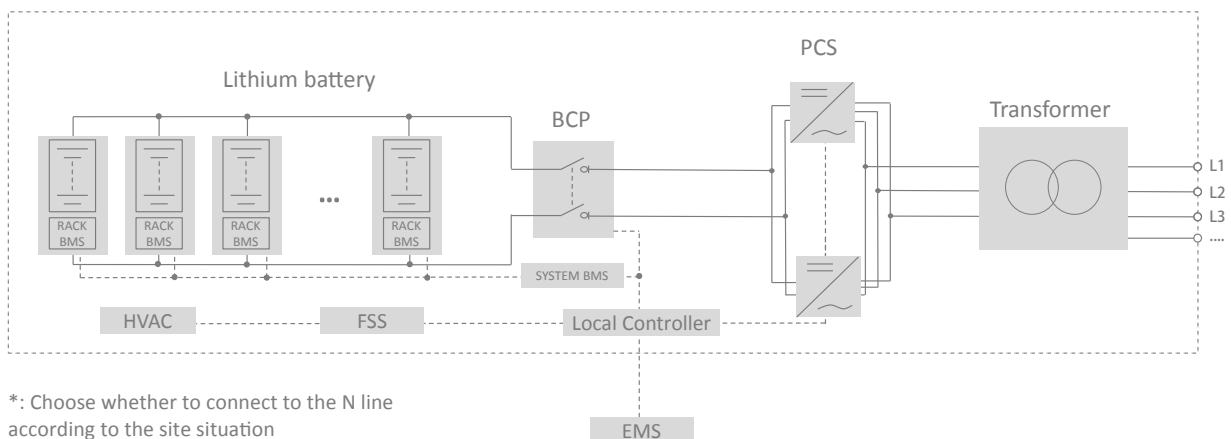 PCS
Lithium battery
BCP
Transformer
L1
L2
L3
....
...
RACK
BMS
RACK
BMS
RACK
BMS
RACK
BMS
SYSTEM BMS
HVAC
FSS
Local Controller
*: Choose whether to connect to the N line
according to the site situation
EMS